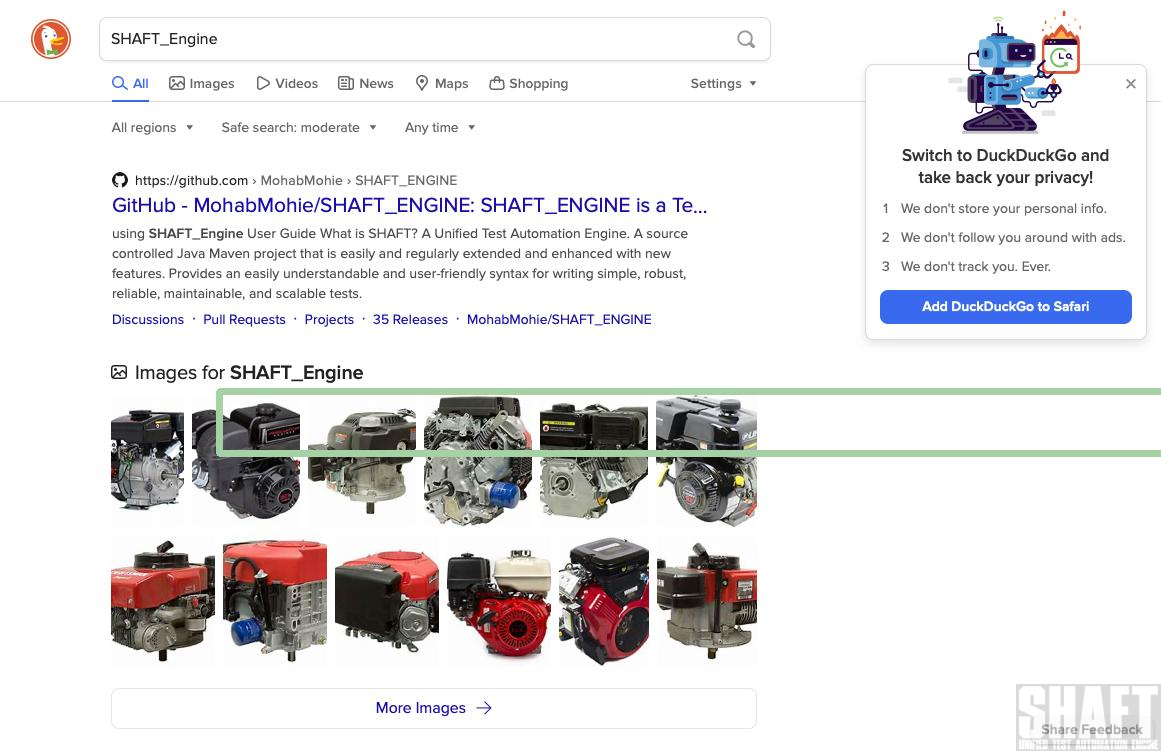 SHAFT_Engine
All Images Videos News Maps Shopping Settings
All regions Safe search: moderate Any time
https://github.com › MohabMohie › SHAFT_ENGINE
GitHub - MohabMohie/SHAFT_ENGINE: SHAFT_ENGINE is a Te...
using SHAFT_Engine User Guide What is SHAFT? A Unified Test Automation Engine. A source
controlled Java Maven project that is easily and regularly extended and enhanced with new
features. Provides an easily understandable and user-friendly syntax for writing simple, robust,
reliable, maintainable, and scalable tests.
Discussions · Pull Requests · Projects · 35 Releases · MohabMohie/SHAFT_ENGINE
Switch to DuckDuckGo and
take back your privacy!
1 We don't store your personal info.
2 We don't follow you around with ads.
3 We don't track you. Ever.
Add DuckDuckGo to Safari
Images for SHAFT_Engine
More Images
SHAFT
Share Feedback